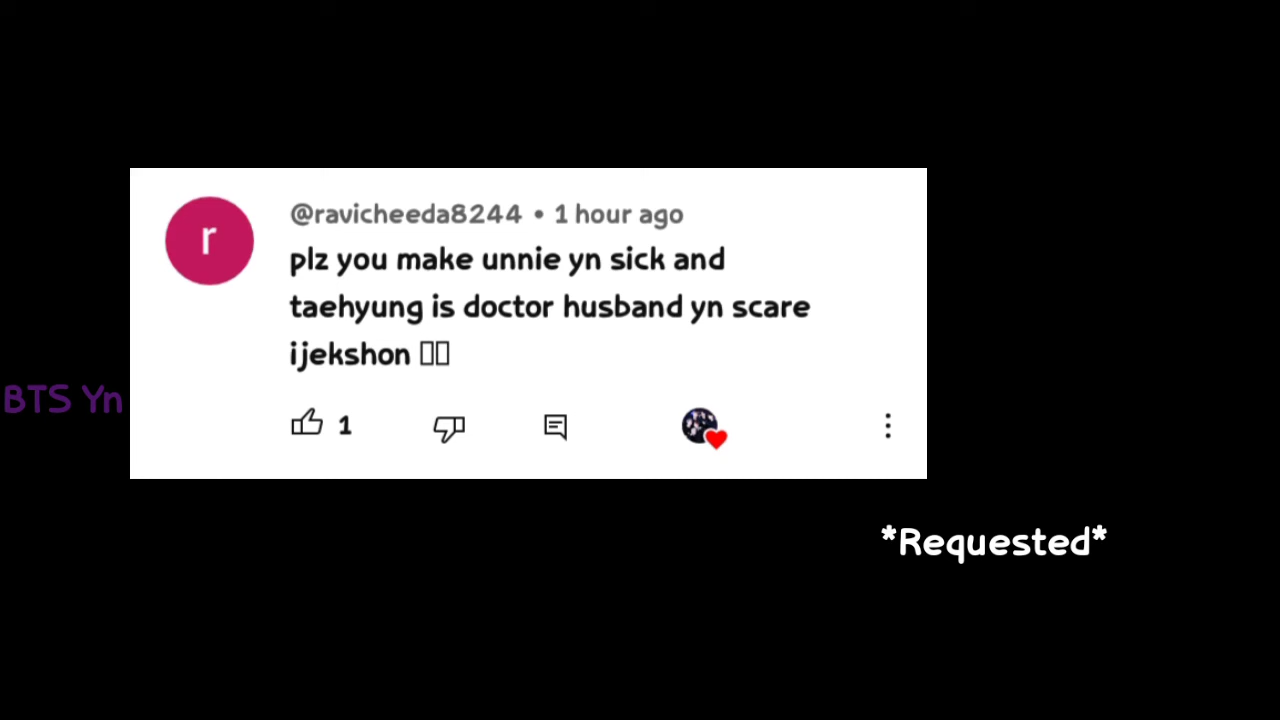 r
@ravicheeda8244 • 1 hour ago
plz you make unnie yn sick and
taehyung is doctor husband yn scare
ijekshon
1
BTS Yn
*Requested*